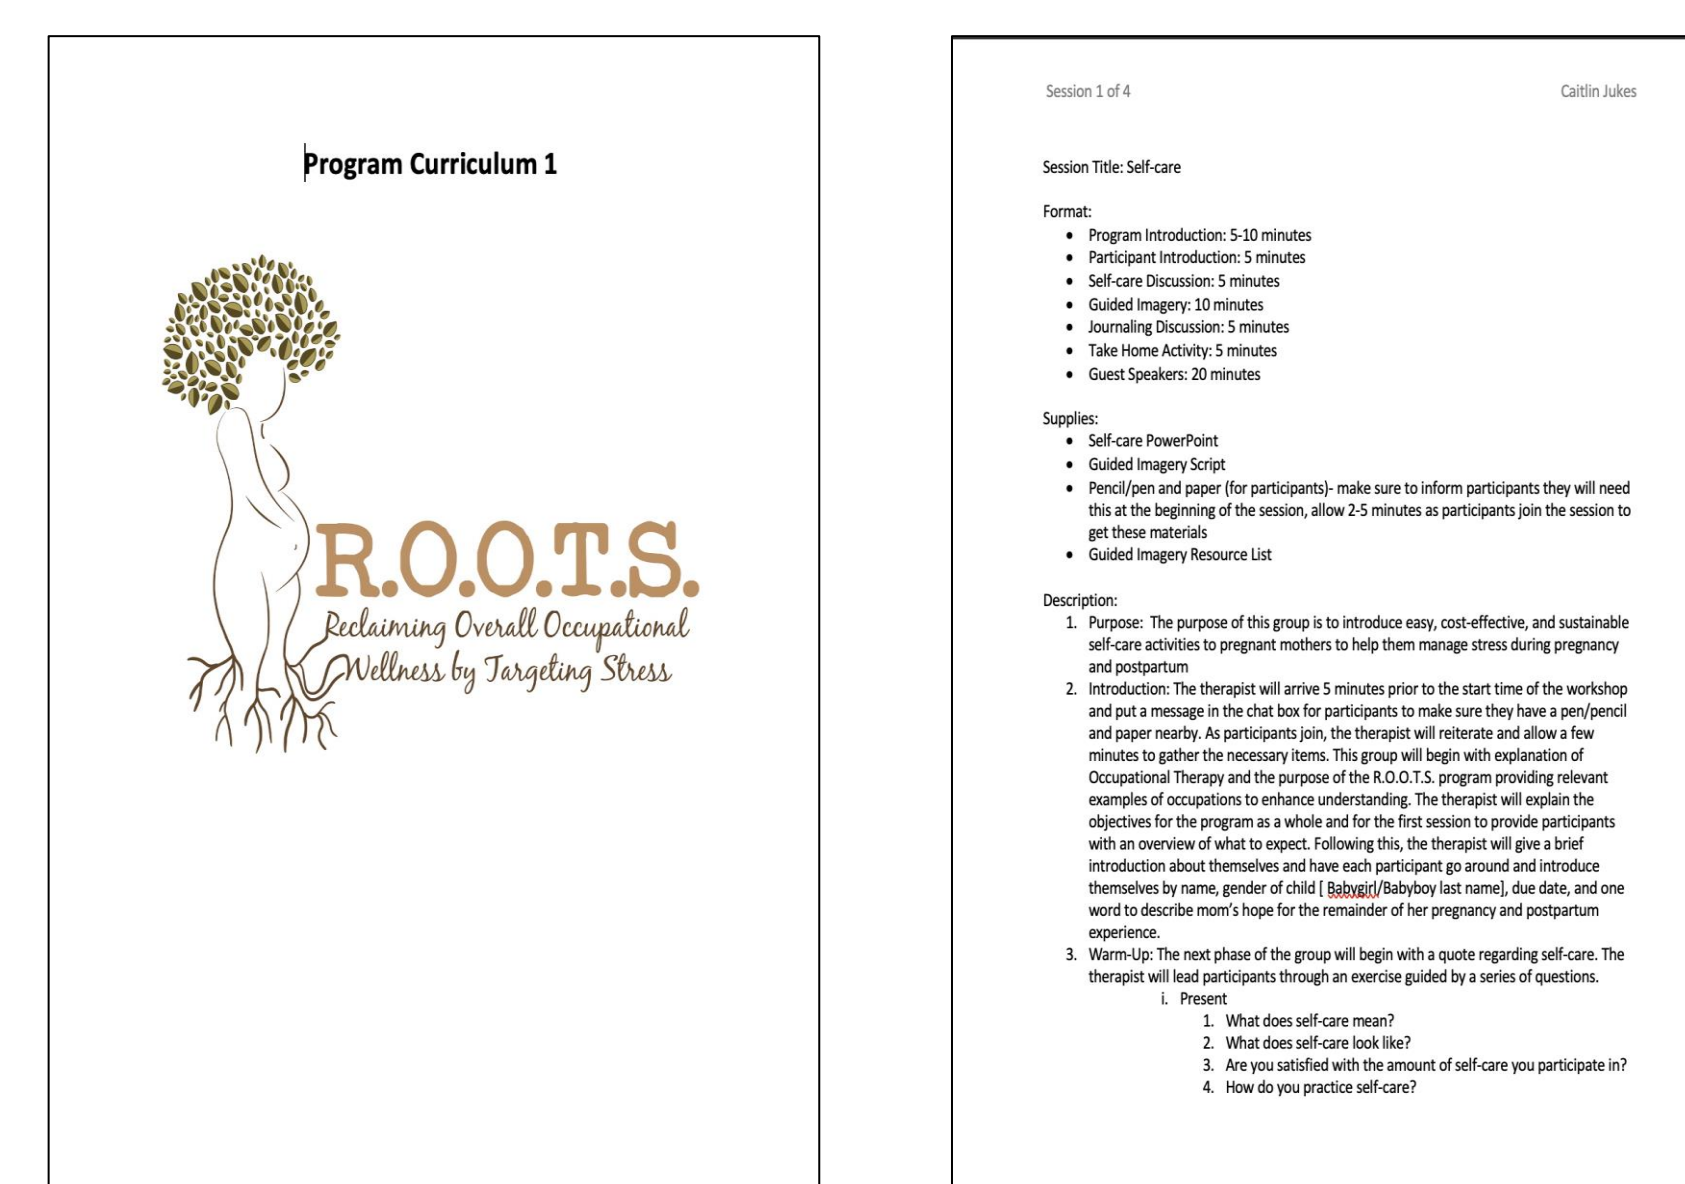 Program Curriculum 1
R.O.O.T.S.
Reclaiming Overall Occupational
Wellness by Targeting Stress
Session 1 of 4 Caitlin Jukes
Session Title: Self-care
Format:
• Program Introduction: 5-10 minutes
• Participant Introduction: 5 minutes
• Self-care Discussion: 5 minutes
• Guided Imagery: 10 minutes
• Journaling Discussion: 5 minutes
• Take Home Activity: 5 minutes
• Guest Speakers: 20 minutes
Supplies:
• Self-care PowerPoint
• Guided Imagery Script
• Pencil/pen and paper (for participants)- make sure to inform participants they will need
this at the beginning of the session, allow 2-5 minutes as participants join the session to
get these materials
• Guided Imagery Resource List
Description:
1. Purpose: The purpose of this group is to introduce easy, cost-effective, and sustainable
self-care activities to pregnant mothers to help them manage stress during pregnancy
and postpartum
2. Introduction: The therapist will arrive 5 minutes prior to the start time of the workshop
and put a message in the chat box for participants to make sure they have a pen/pencil
and paper nearby. As participants join, the therapist will reiterate and allow a few
minutes to gather the necessary items. This group will begin with explanation of
Occupational Therapy and the purpose of the R.O.O.T.S. program providing relevant
examples of occupations to enhance understanding. The therapist will explain the
objectives for the program as a whole and for the first session to provide participants
with an overview of what to expect. Following this, the therapist will give a brief
introduction about themselves and have each participant go around and introduce
themselves by name, gender of child [ Babygirl/Babyboy last name], due date, and one
word to describe mom's hope for the remainder of her pregnancy and postpartum
experience.
3. Warm-Up: The next phase of the group will begin with a quote regarding self-care. The
therapist will lead participants through an exercise guided by a series of questions.
i. Present
1. What does self-care mean?
2. What does self-care look like?
3. Are you satisfied with the amount of self-care you participate in?
4. How do you practice self-care?